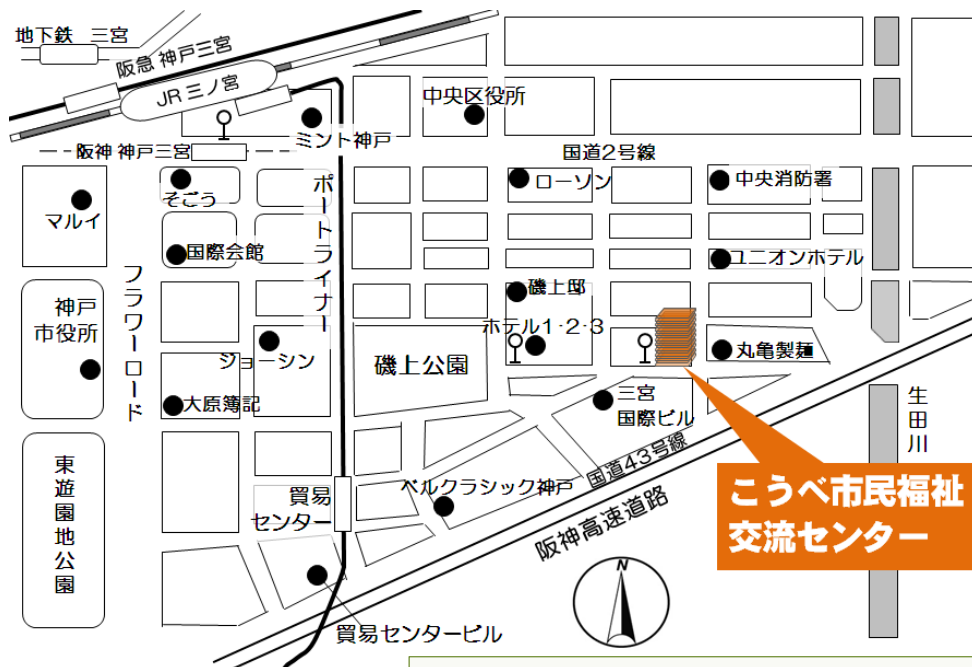 地下鉄 三宮
阪急 神戸三宮
JR 三ノ宮
中央区役所
ミント神戸
阪神 神戸三宮
国道2号線
そごう
ポートライナー
ローソン
中央消防署
マルイ
国際会館
ユニオンホテル
フラワーロード
磯上邸
神戸
市役所
ホテル1・2・3
ジョーシン
磯上公園
丸亀製麺
大原簿記
三宮
国際ビル
生田川
国道43号線
東遊園地公園
ベルクラシック神戸
貿易
センター
こうべ市民福祉
交流センター
阪神高速道路
N
貿易センタービル